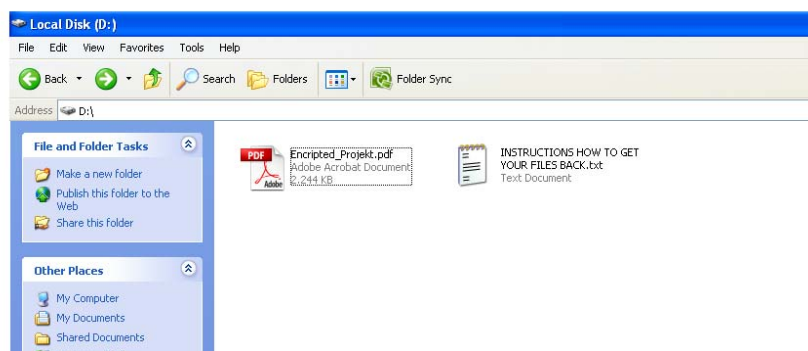 Local Disk (D:)
File Edit View Favorites Tools Help
Back Search Folders Folder Sync
Address D:\
File and Folder Tasks
Make a new folder
Publish this folder to the
Web
Share this folder
PDF
Adobe
Encripted_Projekt.pdf
Adobe Acrobat Document
2.244 KB
INSTRUCTIONS HOW TO GET
YOUR FILES BACK.txt
Text Document
Other Places
My Computer
My Documents
Shared Documents